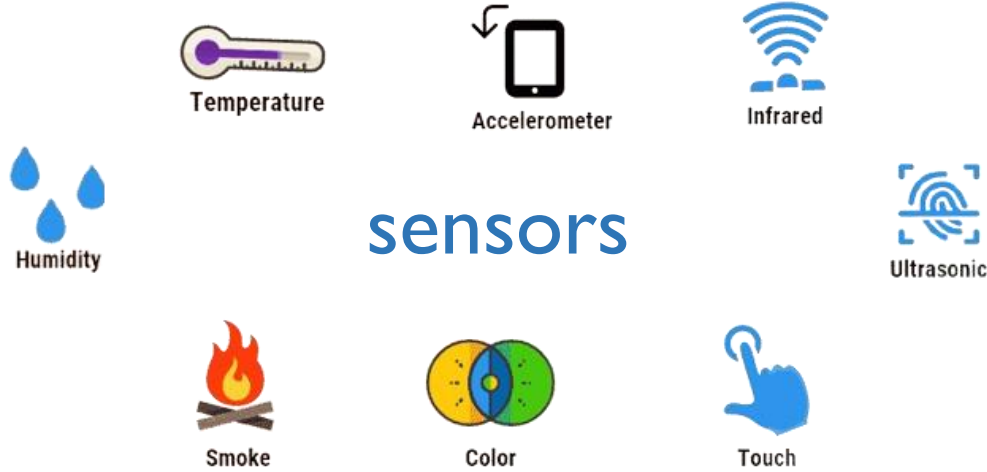 Temperature
Accelerometer
Infrared
Humidity
sensors
Ultrasonic
Smoke
Color
Touch